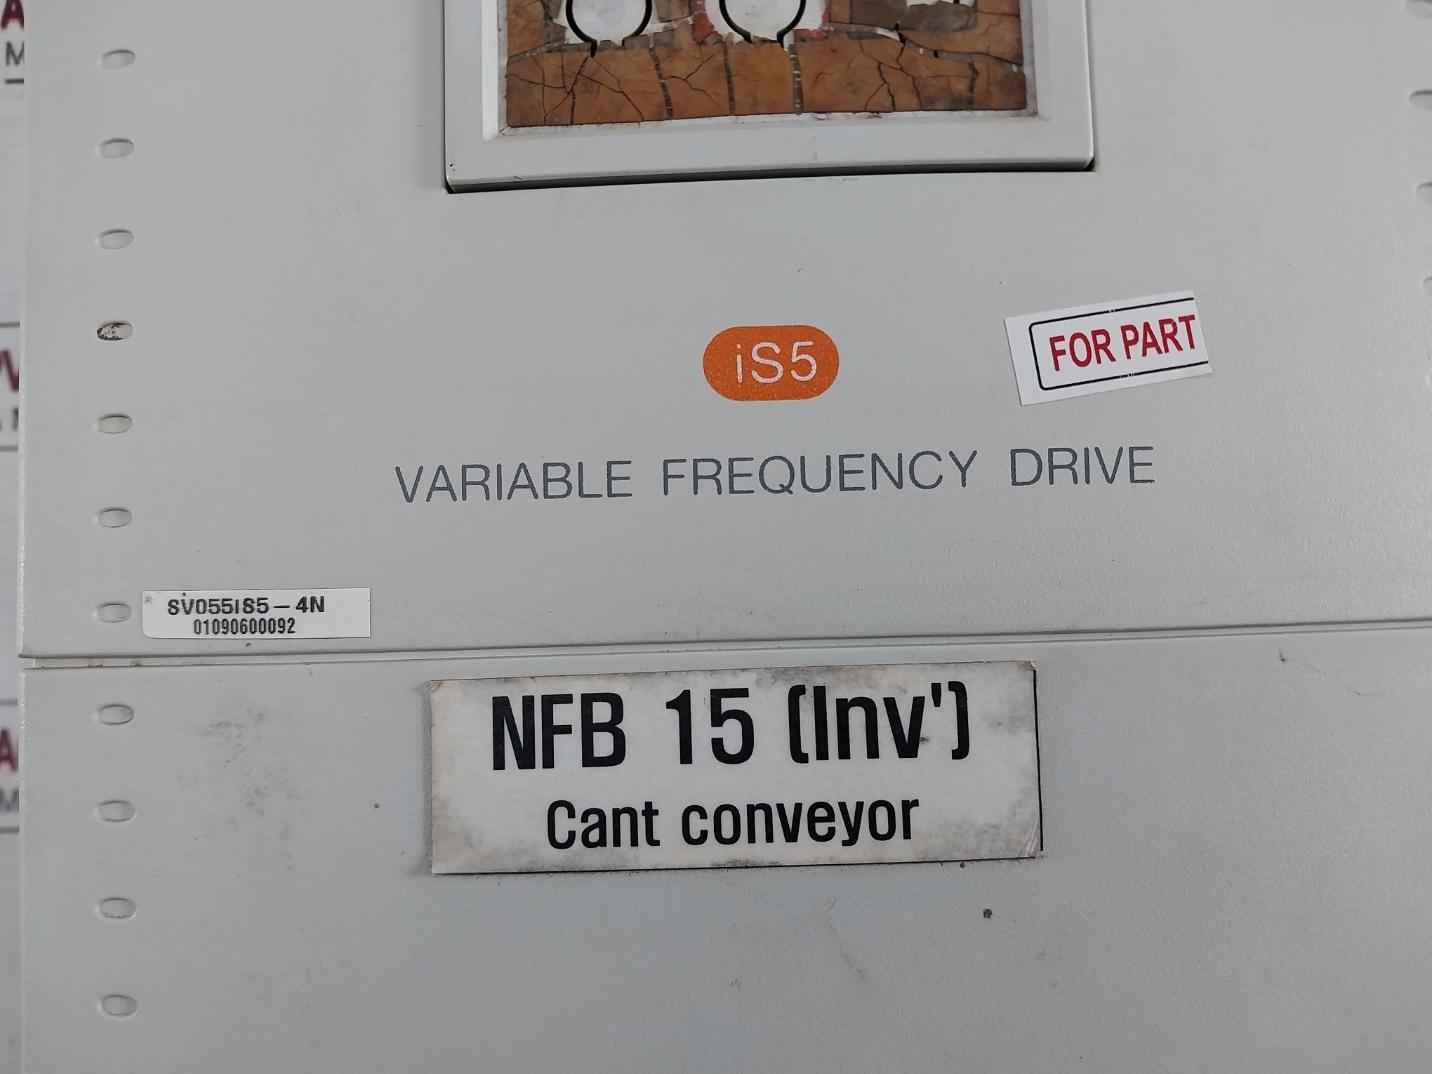 iS5
FOR PART
VARIABLE FREQUENCY DRIVE
SV055iS5-4N
01090600092
NFB 15 (Inv')
Cant conveyor